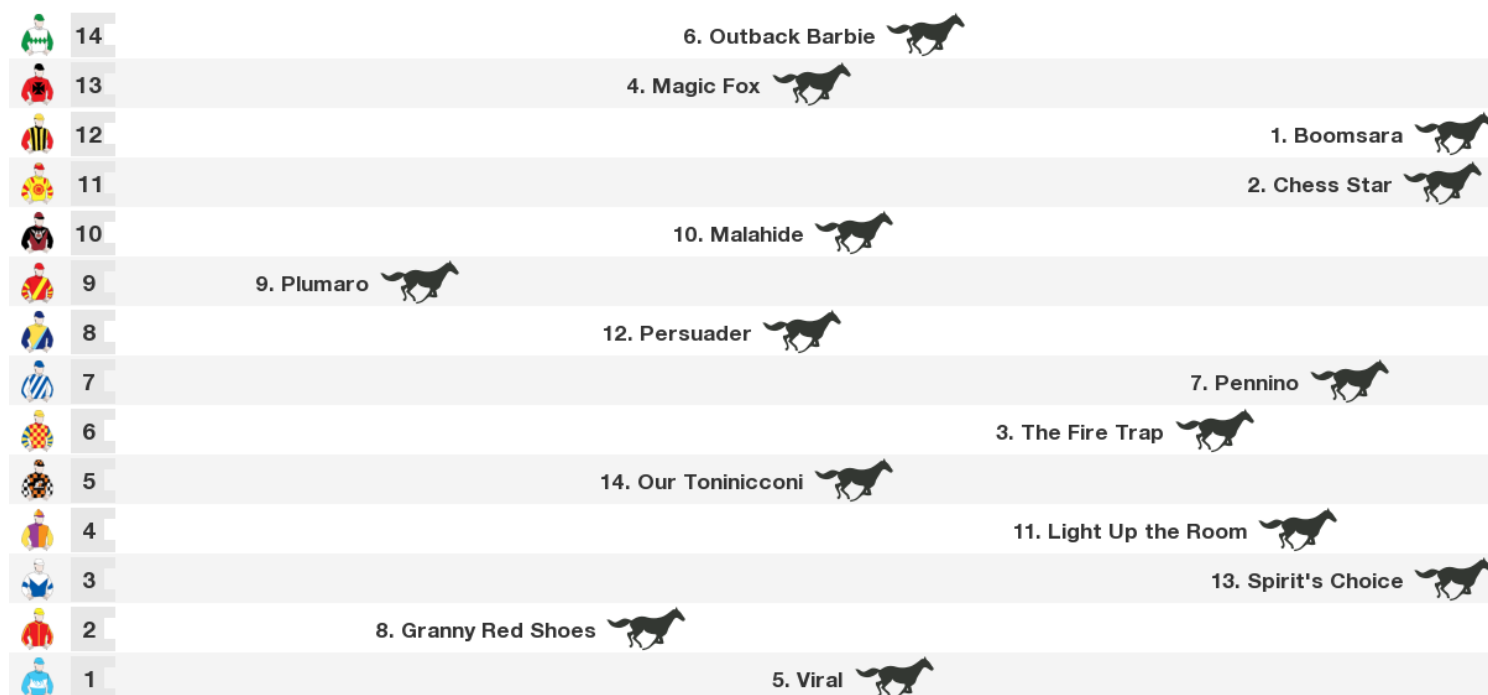 14 6. Outback Barbie
13 4. Magic Fox
12 1. Boomsara
11 2. Chess Star
10 10. Malahide
9 9. Plumaro
8 12. Persuader
7 7. Pennino
6 3. The Fire Trap
5 14. Our Toninicconi
4 11. Light Up the Room
3 13. Spirit's Choice
2 8. Granny Red Shoes
1 5. Viral